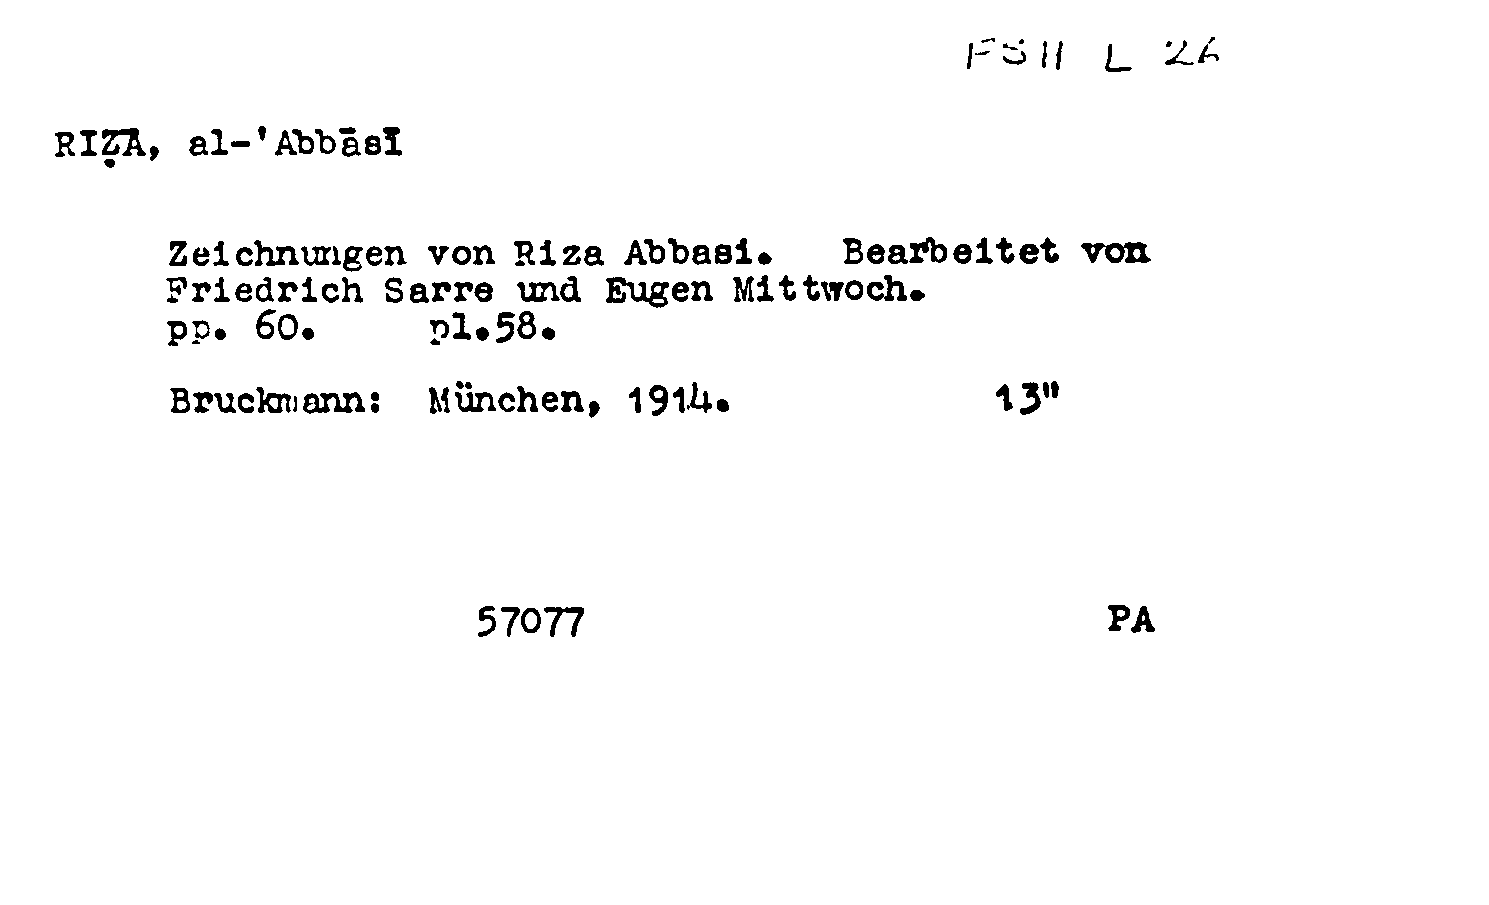 FSII L 26
RIẒĀ, al-'Abbāsī
Zeichnungen von Riza Abbasi. Bearbeitet von
Friedrich Sarre und Eugen Mittwoch.
pp. 60. pl.58.
Bruckmann: München, 1914. 13"
57077 PA